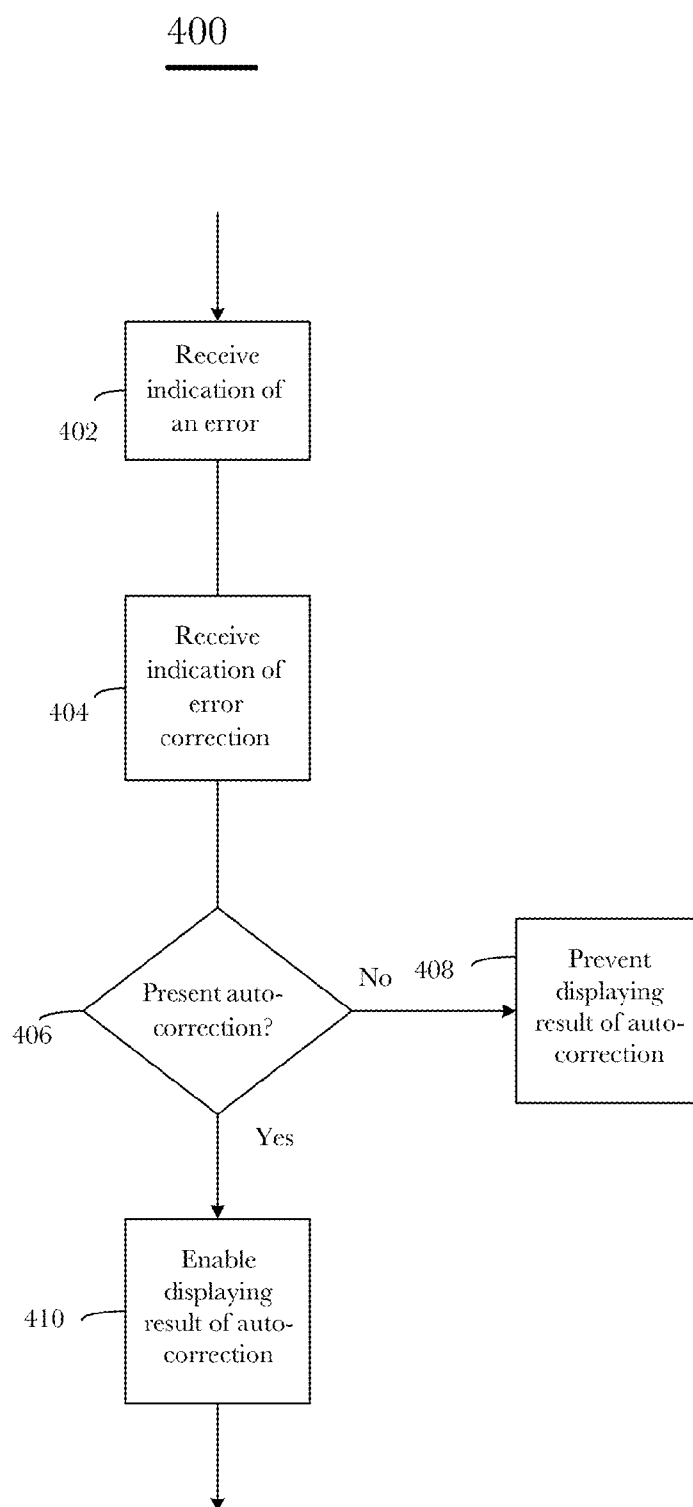 400
Receive
indication of
an error
402
Receive
indication of
error
correction
404
Present auto-
correction?
406
No
408
Prevent
displaying
result of auto-
correction
Yes
Enable
displaying
result of auto-
correction
410